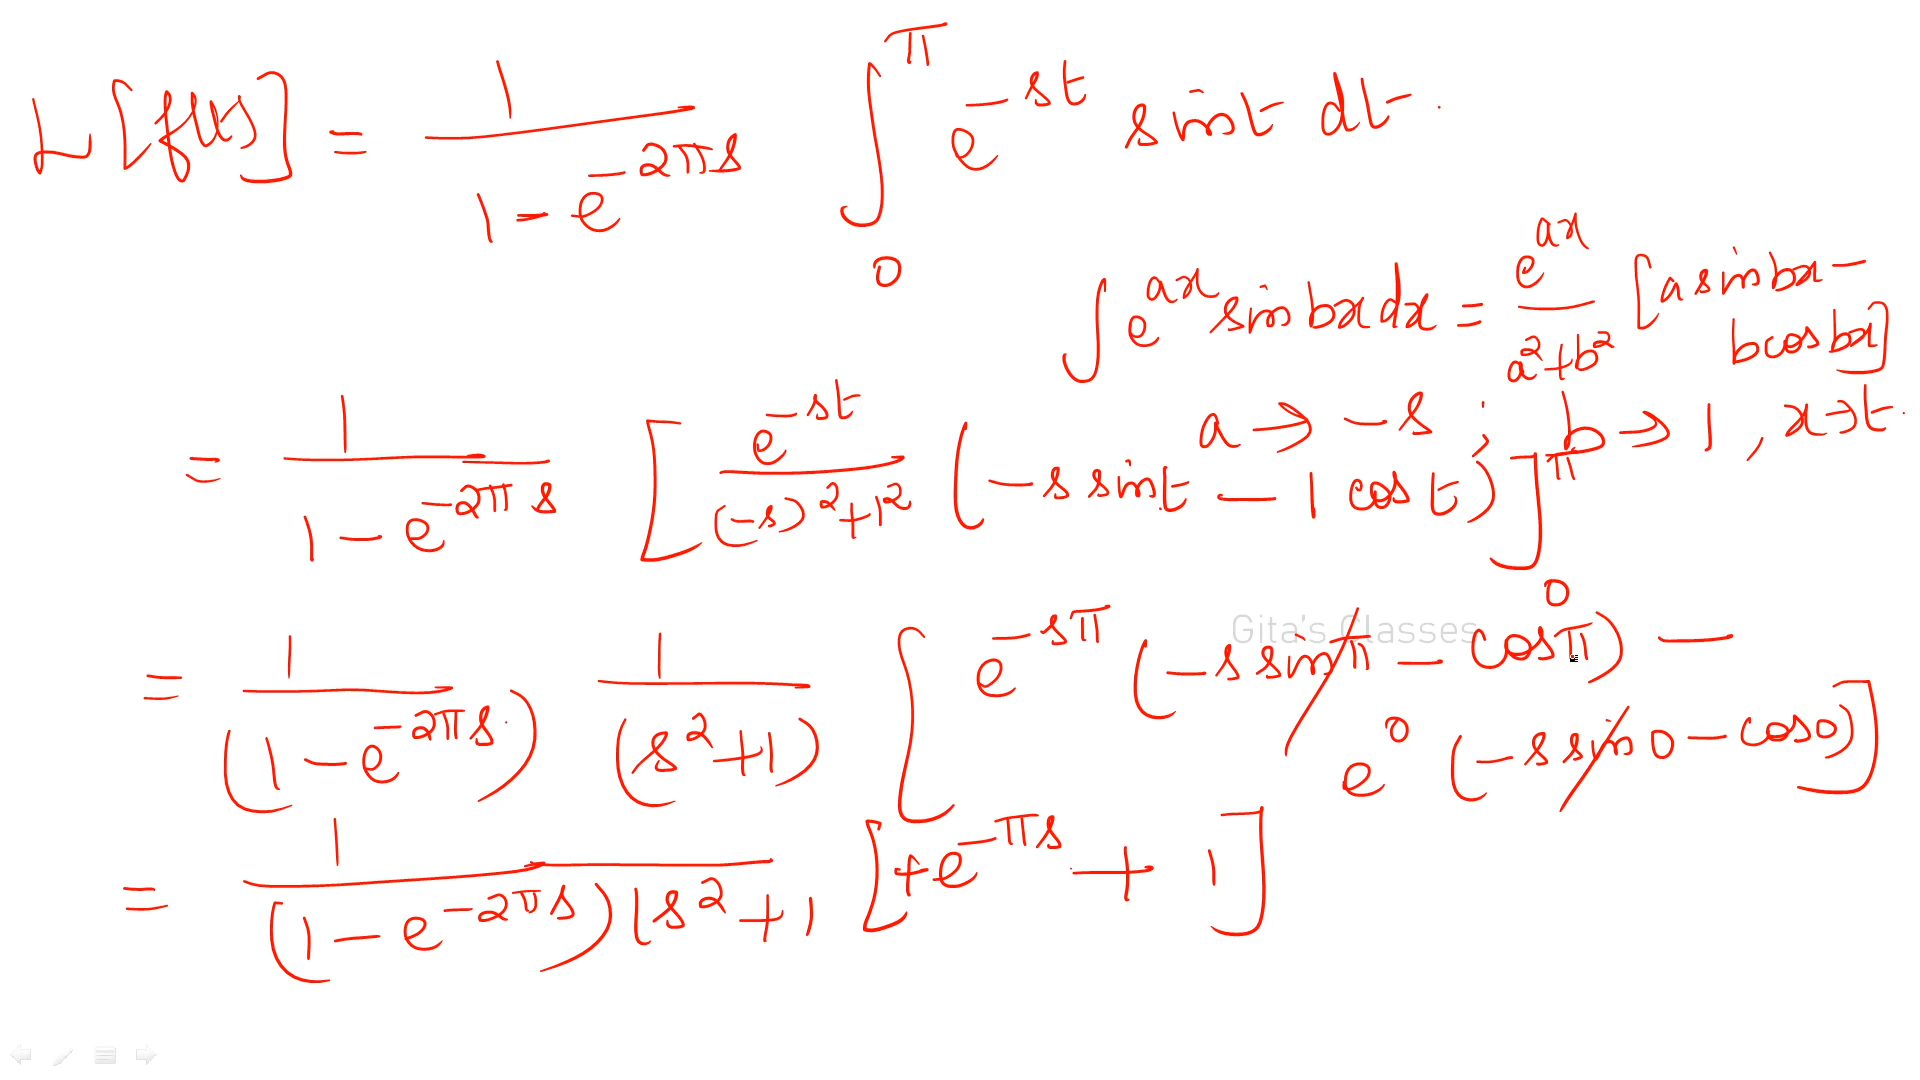 L[f(t)] = 1 / (1 - e^{-2πs}) ∫_0^π e^{-st} sint dt.
∫ e^{ax} sin bx dx = e^{ax} / (a² + b²) [a sin bx -
b cos bx]
a → -s ; b → 1 , x → t.
= 1 / (1 - e^{-2πs}) [ e^{-st} / ((-s)² + 1²) (-s sint - 1 cos t) ]_0^π
Gita's Classes
= 1 / (1 - e^{-2πs}) 1 / (s² + 1) [ e^{-sπ} (-s sin π - cos π) -
e^0 (-s sin 0 - cos 0) ]
= 1 / (1 - e^{-2πs})(s² + 1 [ + e^{-πs} + 1 ]